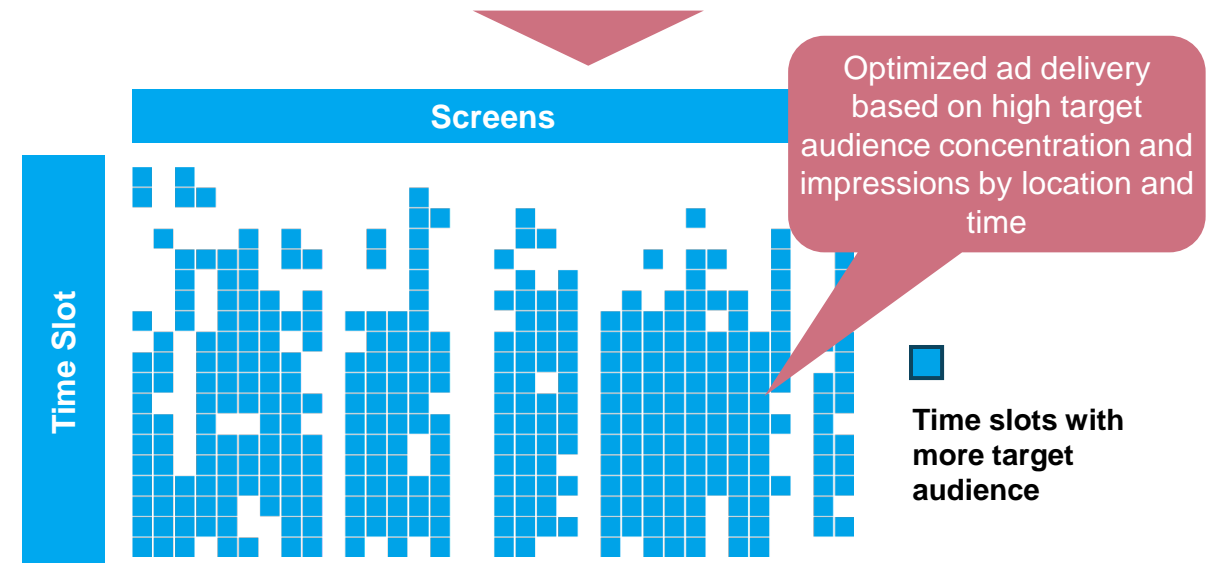 Optimized ad delivery
based on high target
audience concentration and
impressions by location and
time
Screens
Time Slot
Time slots with
more target
audience